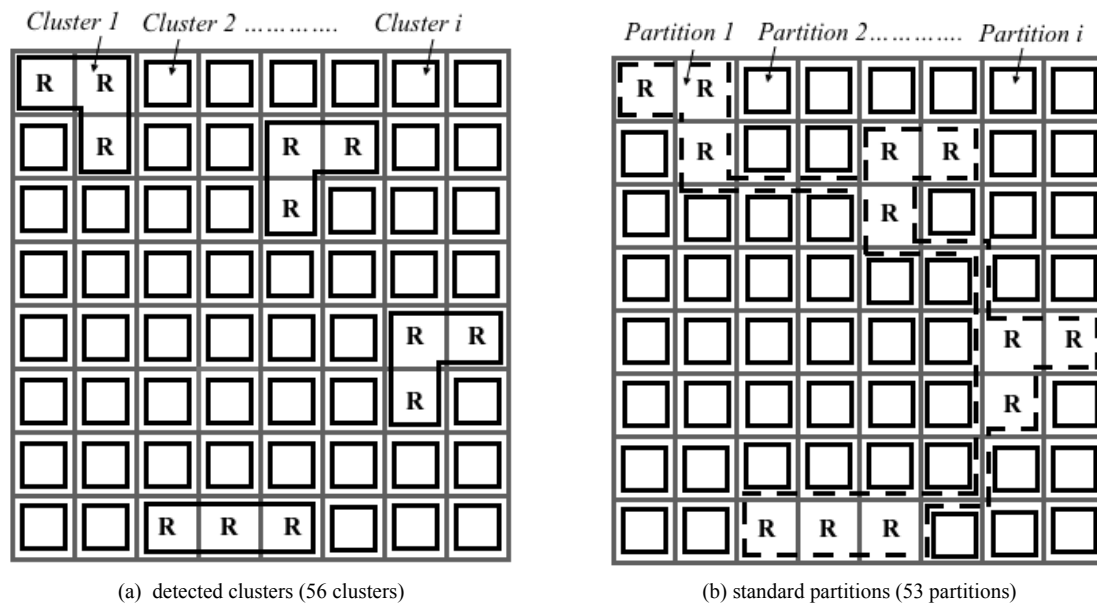 Cluster 1 Cluster 2 …………. Cluster i
R R
R R R
R
R R
R
R R R
(a) detected clusters (56 clusters)
Partition 1 Partition 2…………. Partition i
R R
R R R
R
R R
R
R R R
(b) standard partitions (53 partitions)